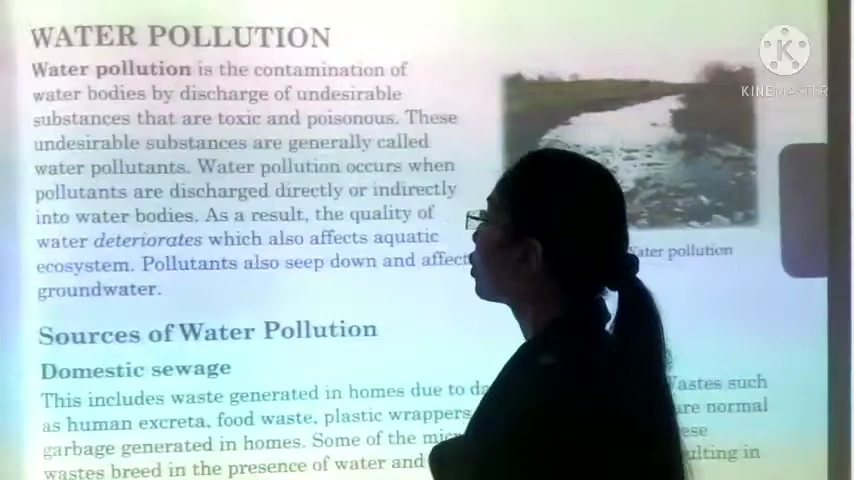 WATER POLLUTION
Water pollution is the contamination of
water bodies by discharge of undesirable
substances that are toxic and poisonous. These
undesirable substances are generally called
water pollutants. Water pollution occurs when
pollutants are discharged directly or indirectly
into water bodies. As a result, the quality of
water deteriorates which also affects aquatic
ecosystem. Pollutants also seep down and affect
groundwater.
Water pollution
Sources of Water Pollution
Domestic sewage
This includes waste generated in homes due to Wastes such
as human excreta, food waste, plastic wrappers are normal
garbage generated in homes. Some of the
wastes breed in the presence of water and
K
KINEMASTER